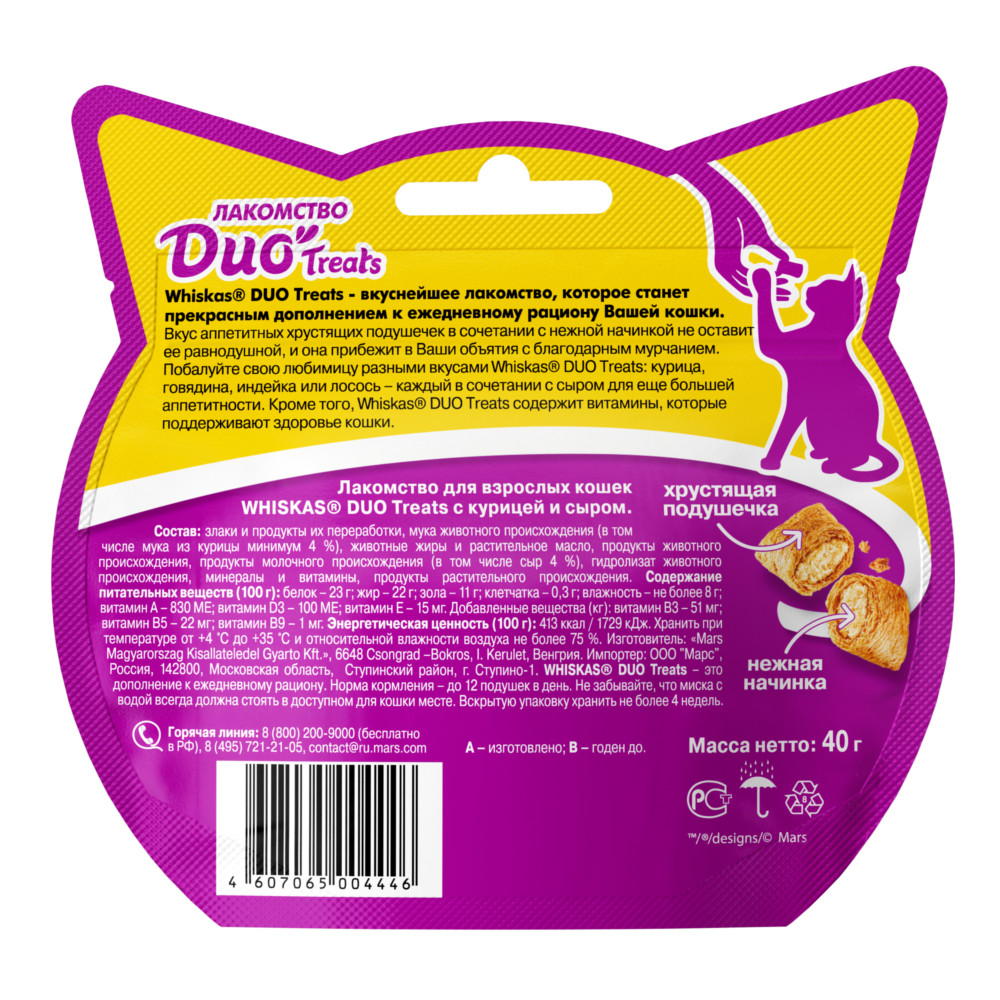 ЛАКОМСТВО
Duo Treats
Whiskas® DUO Treats - вкуснейшее лакомство, которое станет
прекрасным дополнением к ежедневному рациону Вашей кошки.
Вкус аппетитных хрустящих подушечек в сочетании с нежной начинкой не оставит
ее равнодушной, и она прибежит в Ваши объятия с благодарным мурчанием.
Побалуйте свою любимицу разными вкусами Whiskas® DUO Treats: курица,
говядина, индейка или лосось – каждый в сочетании с сыром для еще большей
аппетитности. Кроме того, Whiskas® DUO Treats содержит витамины, которые
поддерживают здоровье кошки.
Лакомство для взрослых кошек
WHISKAS® DUO Treats с курицей и сыром.
хрустящая
подушечка
Состав: злаки и продукты их переработки, мука животного происхождения (в том
числе мука из курицы минимум 4 %), животные жиры и растительное масло, продукты животного
происхождения, продукты молочного происхождения (в том числе сыр 4 %), гидролизат животного
происхождения, минералы и витамины, продукты растительного происхождения. Содержание
питательных веществ (100 г): белок – 23 г; жир – 22 г; зола – 11 г; клетчатка – 0,3 г; влажность – не более 8 г;
витамин А – 830 МЕ; витамин D3 – 100 МЕ; витамин Е – 15 мг. Добавленные вещества (кг): витамин В3 – 51 мг;
витамин В5 – 22 мг; витамин В9 – 1 мг. Энергетическая ценность (100 г): 413 ккал / 1729 кДж. Хранить при
температуре от +4 ˚С до +35 ˚С и относительной влажности воздуха не более 75 %. Изготовитель: «Mars
Magyarorszag Kisallateledel Gyarto Kft.», 6648 Csongrad –Bokros, I. Kerulet, Венгрия. Импортер: ООО "Марс",
Россия, 142800, Московская область, Ступинский район, г. Ступино-1. WHISKAS® DUO Treats – это
дополнение к ежедневному рациону. Норма кормления – до 12 подушек в день. Не забывайте, что миска с
водой всегда должна стоять в доступном для кошки месте. Вскрытую упаковку хранить не более 4 недель.
нежная
начинка
Горячая линия: 8 (800) 200-9000 (бесплатно
в РФ), 8 (495) 721-21-05, contact@ru.mars.com
А – изготовлено; В – годен до.
Масса нетто: 40 г
РСТ
8
™/®/designs/© Mars
4 607065 004446